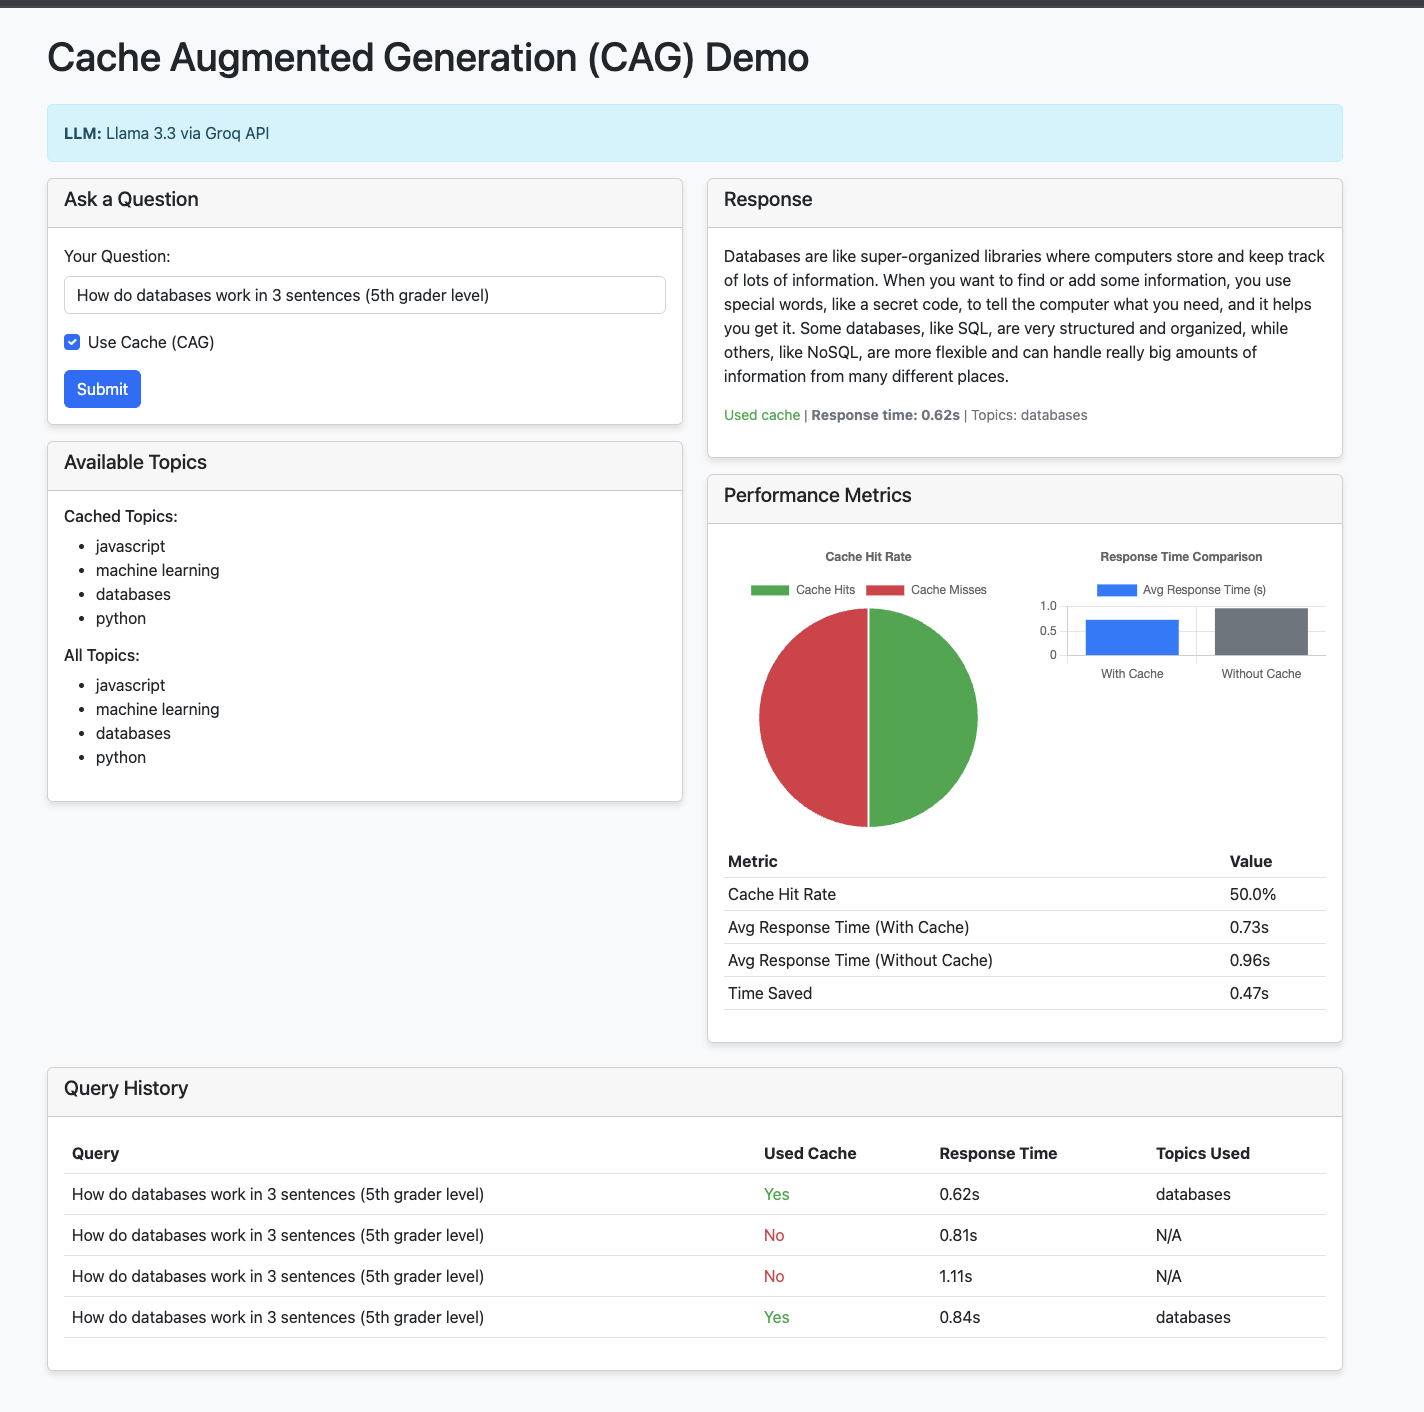 Cache Augmented Generation (CAG) Demo
LLM: Llama 3.3 via Groq API
Ask a Question
Your Question:
How do databases work in 3 sentences (5th grader level)
Use Cache (CAG)
Submit
Available Topics
Cached Topics:
• javascript
• machine learning
• databases
• python
All Topics:
• javascript
• machine learning
• databases
• python
Response
Databases are like super-organized libraries where computers store and keep track
of lots of information. When you want to find or add some information, you use
special words, like a secret code, to tell the computer what you need, and it helps
you get it. Some databases, like SQL, are very structured and organized, while
others, like NoSQL, are more flexible and can handle really big amounts of
information from many different places.
Used cache | Response time: 0.62s | Topics: databases
Performance Metrics
Cache Hit Rate
Cache Hits Cache Misses
Response Time Comparison
Avg Response Time (s)
1.0
0.5
0
With Cache Without Cache
Metric Value
Cache Hit Rate 50.0%
Avg Response Time (With Cache) 0.73s
Avg Response Time (Without Cache) 0.96s
Time Saved 0.47s
Query History
Query Used Cache Response Time Topics Used
How do databases work in 3 sentences (5th grader level) Yes 0.62s databases
How do databases work in 3 sentences (5th grader level) No 0.81s N/A
How do databases work in 3 sentences (5th grader level) No 1.11s N/A
How do databases work in 3 sentences (5th grader level) Yes 0.84s databases